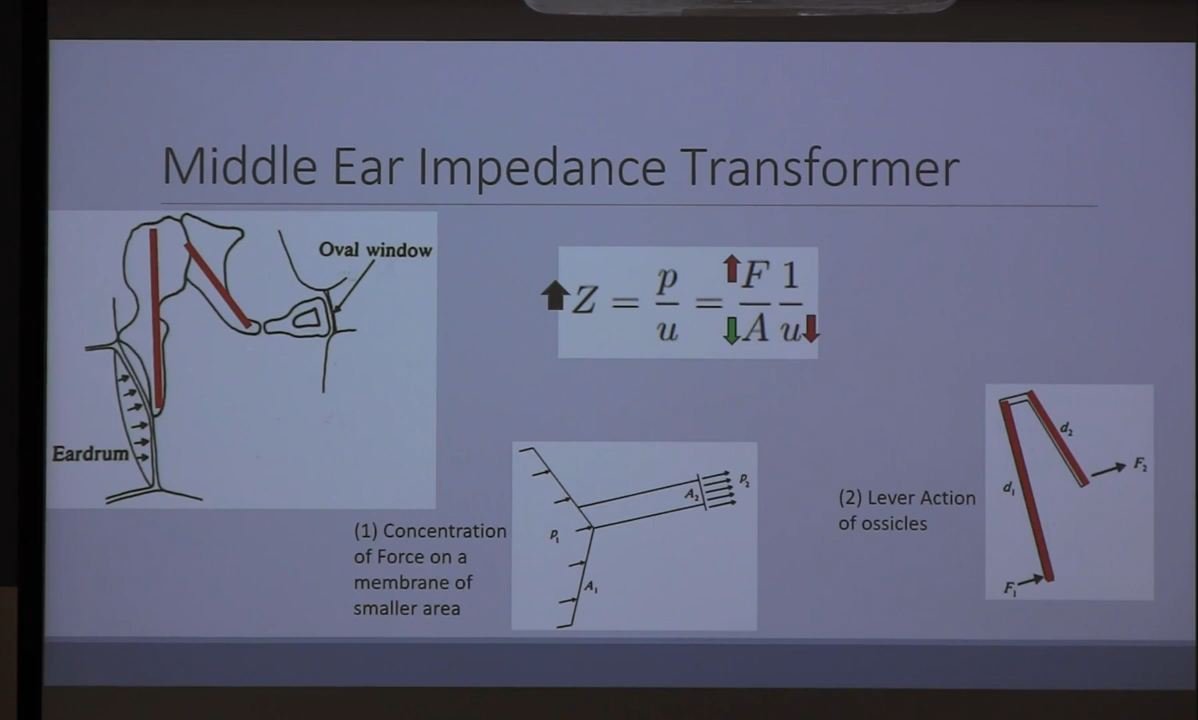 Middle Ear Impedance Transformer
Oval window
Eardrum
Z = p/u = F/A 1/u
(1) Concentration
of Force on a
membrane of
smaller area
P₁
A₁
A₂
P₂
(2) Lever Action
of ossicles
d₁
d₂
F₁
F₂